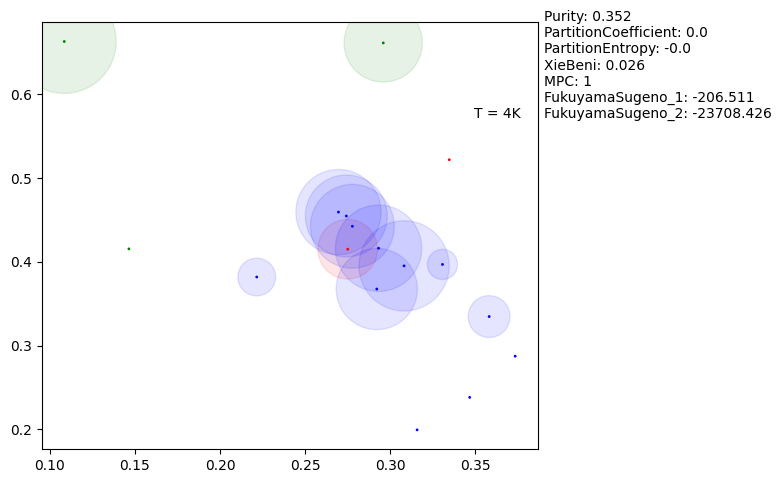 Purity: 0.352
PartitionCoefficient: 0.0
PartitionEntropy: -0.0
XieBeni: 0.026
MPC: 1
FukuyamaSugeno_1: -206.511
FukuyamaSugeno_2: -23708.426
T = 4K
0.6
0.5
0.4
0.3
0.2
0.10 0.15 0.20 0.25 0.30 0.35